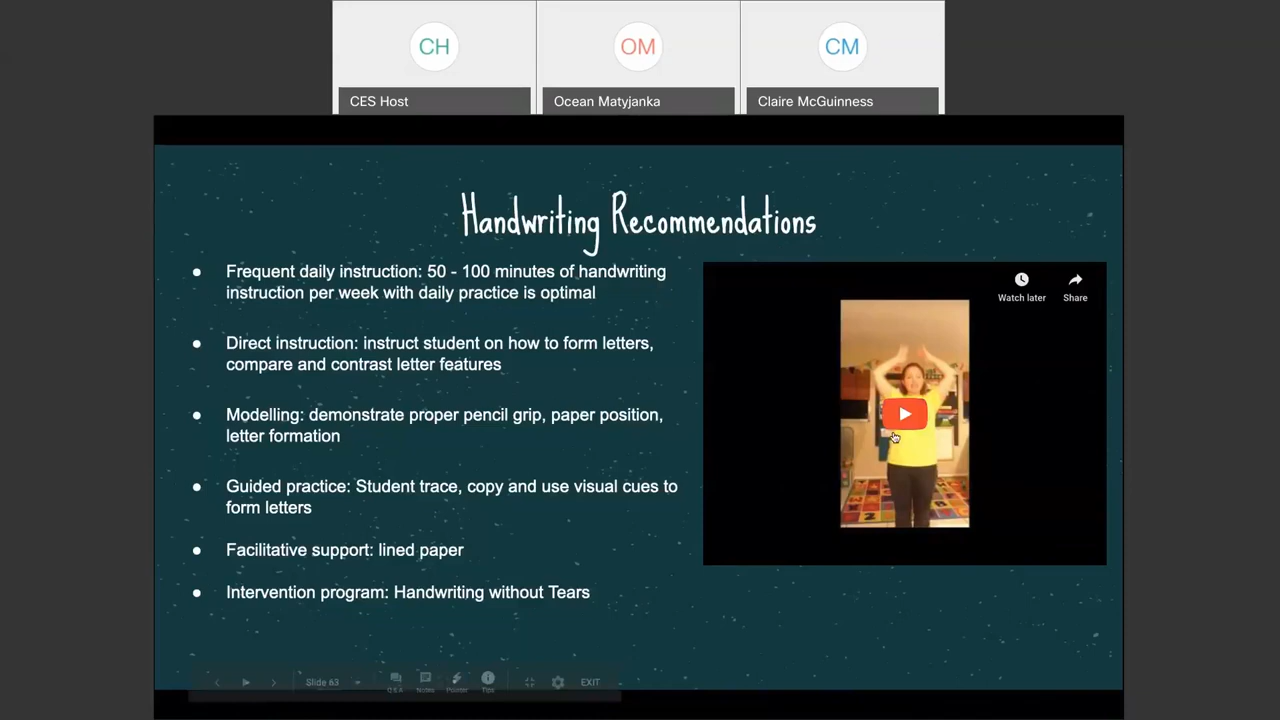 CH
OM
CM
CES Host
Ocean Matyjanka
Claire McGuinness
Handwriting Recommendations
● Frequent daily instruction: 50 - 100 minutes of handwriting
instruction per week with daily practice is optimal
● Direct instruction: instruct student on how to form letters,
compare and contrast letter features
● Modelling: demonstrate proper pencil grip, paper position,
letter formation
● Guided practice: Student trace, copy and use visual cues to
form letters
● Facilitative support: lined paper
● Intervention program: Handwriting without Tears
Watch later
Share
Slide 63
Q&A
Notes
Pointer
Tips
EXIT